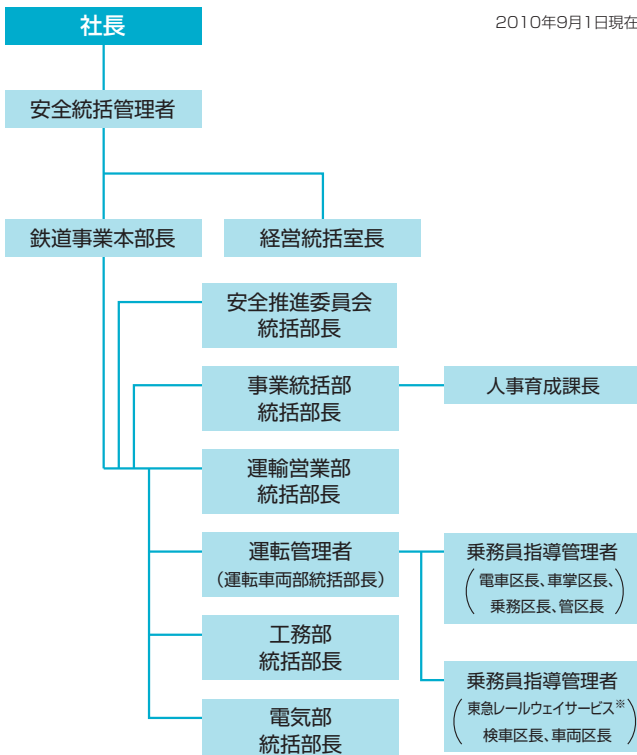 社長
2010年9月1日現在
安全統括管理者
鉄道事業本部長
経営統括室長
安全推進委員会
統括部長
事業統括部
統括部長
人事育成課長
運輸営業部
統括部長
運転管理者
（運転車両部統括部長）
乗務員指導管理者
（電車区長、車掌区長、
乗務区長、管区長）
工務部
統括部長
乗務員指導管理者
（東急レールウェイサービス※
検車区長、車両区長）
電気部
統括部長